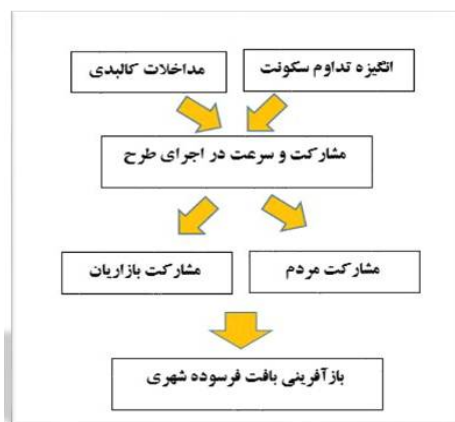 انگیزه تداوم سکونت
مداخلات کالبدی
مشارکت و سرعت در اجرای طرح
مشارکت مردم
مشارکت بازاریان
بازآفرینی بافت فرسوده شهری